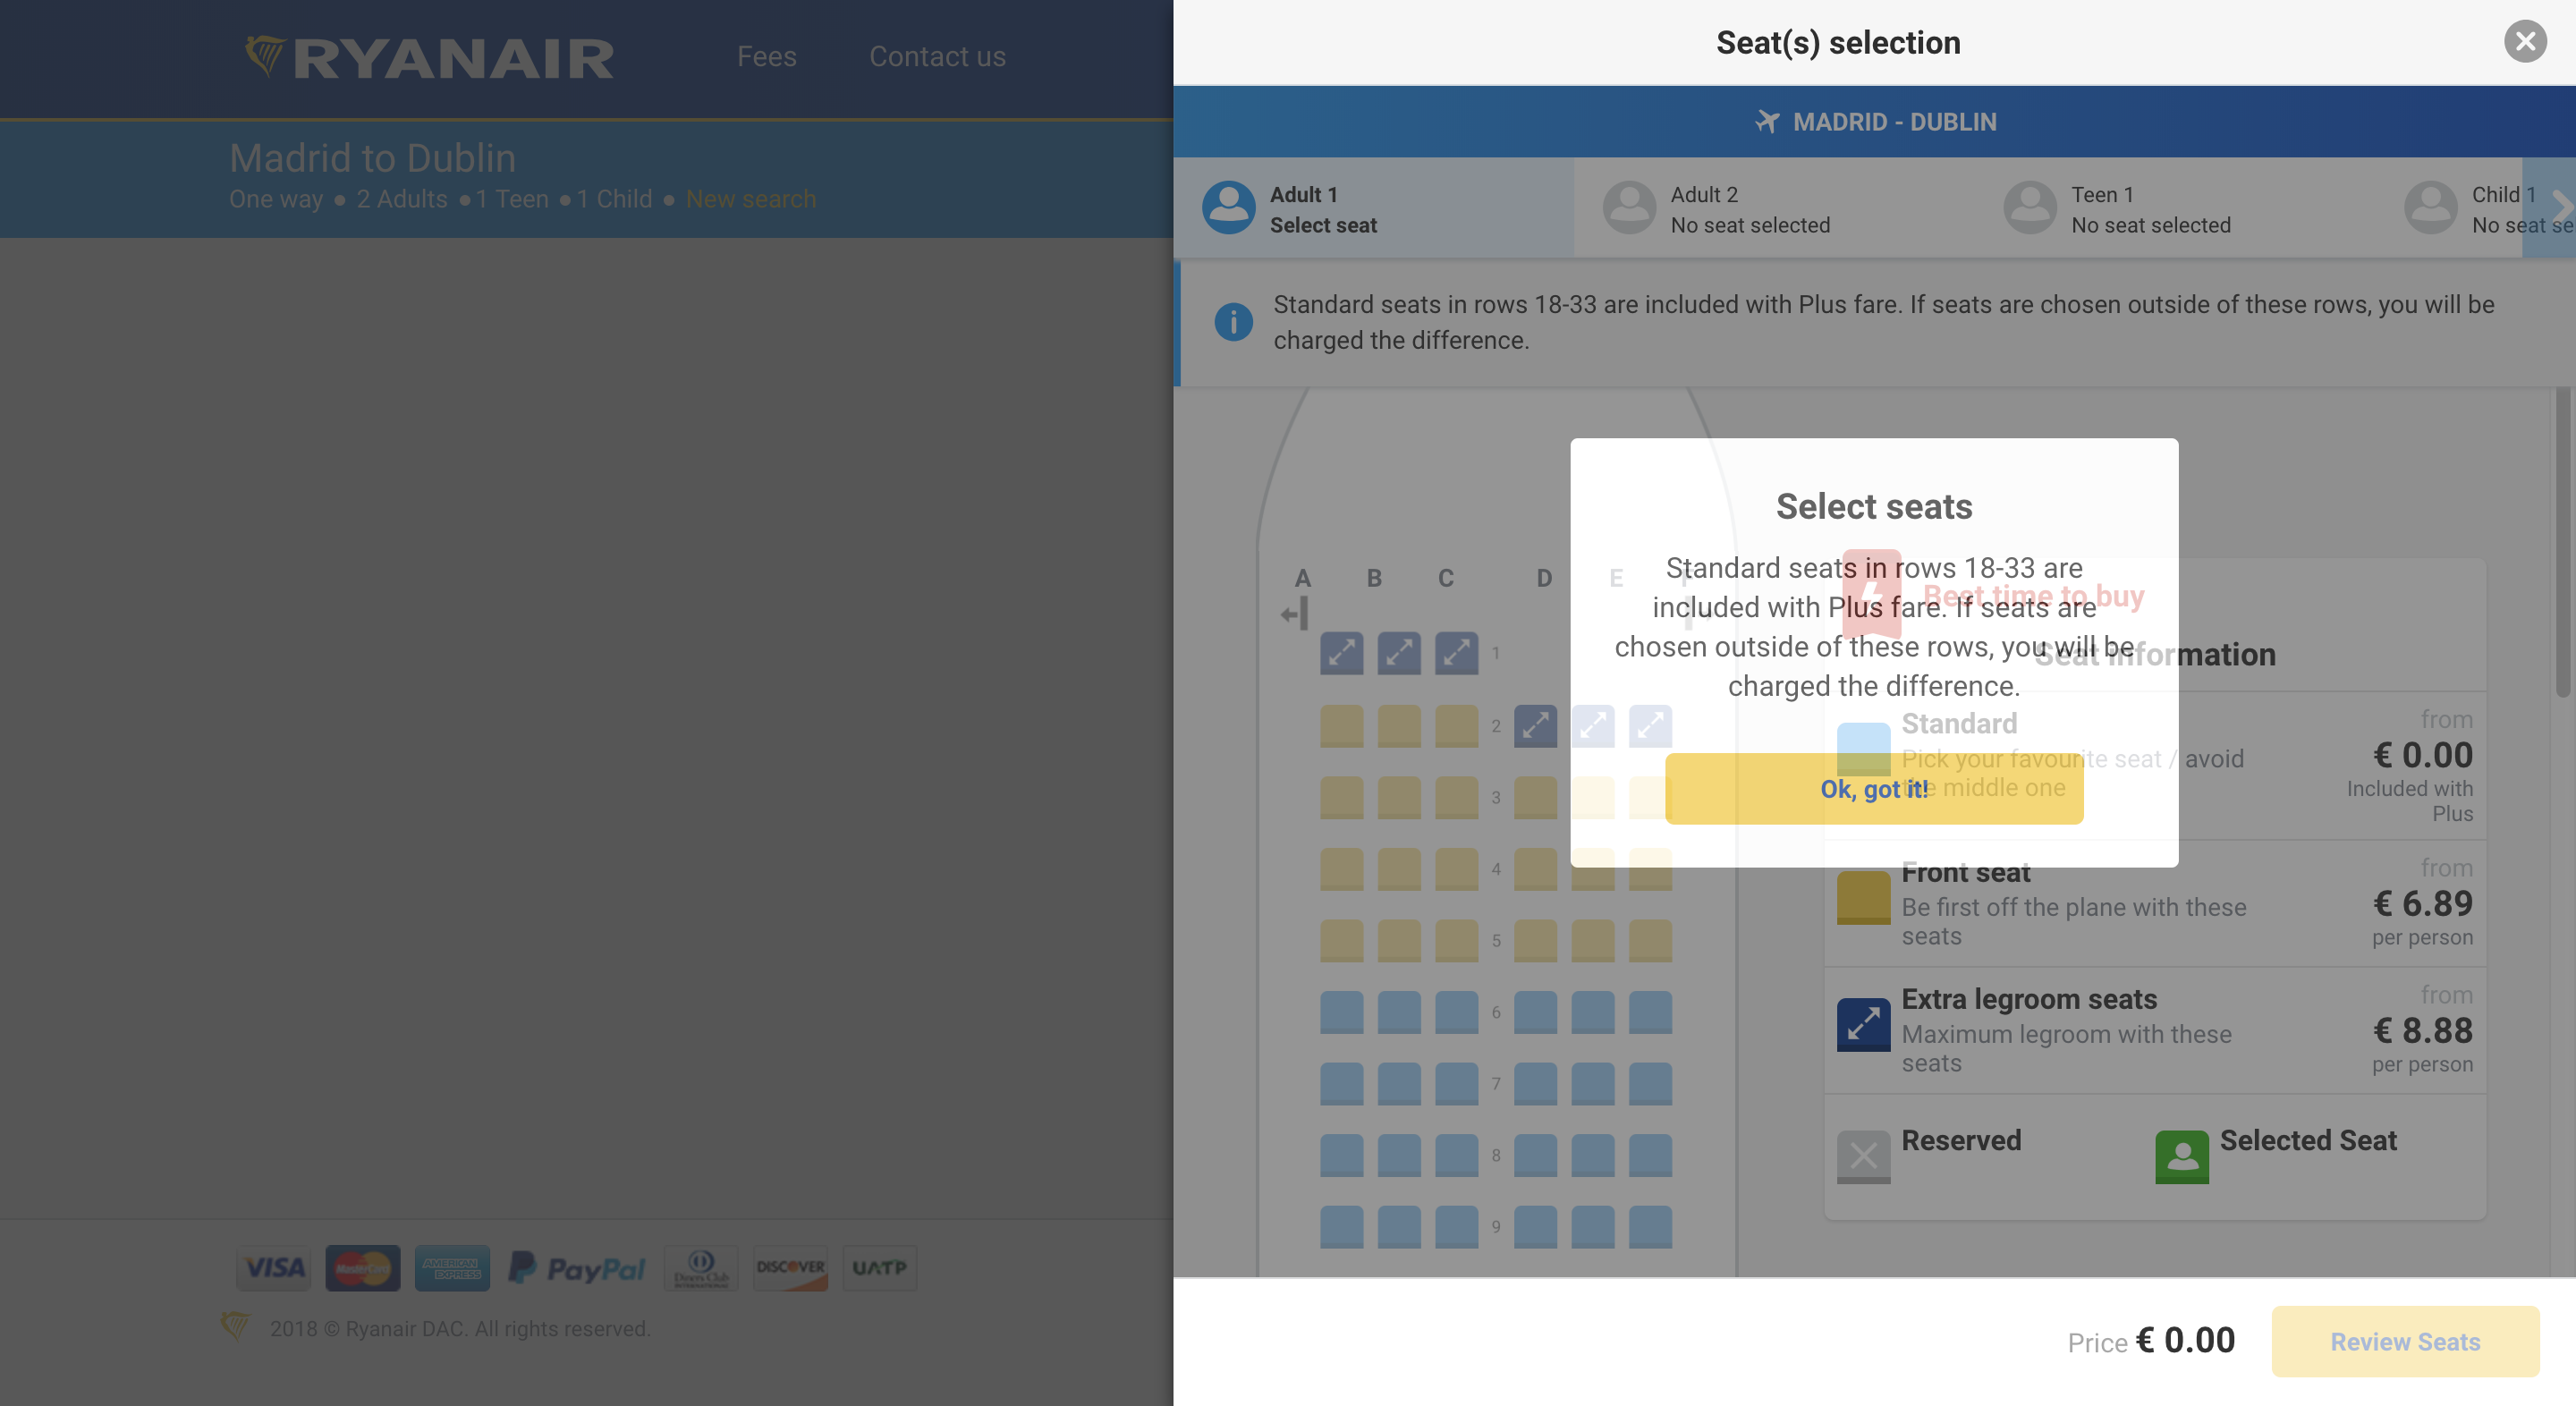 RYANAIR
Fees
Contact us
Madrid to Dublin
One way ● 2 Adults ● 1 Teen ● 1 Child ● New search
VISA
MasterCard
AMERICAN EXPRESS
PayPal
Diners Club
INTERNATIONAL
DISCOVER
UATP
2018 © Ryanair DAC. All rights reserved.
Seat(s) selection
MADRID - DUBLIN
Adult 1
Select seat
Adult 2
No seat selected
Teen 1
No seat selected
Child 1
No seat se
Standard seats in rows 18-33 are included with Plus fare. If seats are chosen outside of these rows, you will be
charged the difference.
Select seats
Standard seats in rows 18-33 are
included with Plus fare. If seats are
chosen outside of these rows, you will be
charged the difference.
Ok, got it!
A B C D E F
1
2
3
4
5
6
7
8
9
Best time to buy
Seat information
Standard
Pick your favourite seat / avoid
the middle one
from
€ 0.00
Included with
Plus
Front seat
Be first off the plane with these
seats
from
€ 6.89
per person
Extra legroom seats
Maximum legroom with these
seats
from
€ 8.88
per person
Reserved
Selected Seat
Price € 0.00
Review Seats